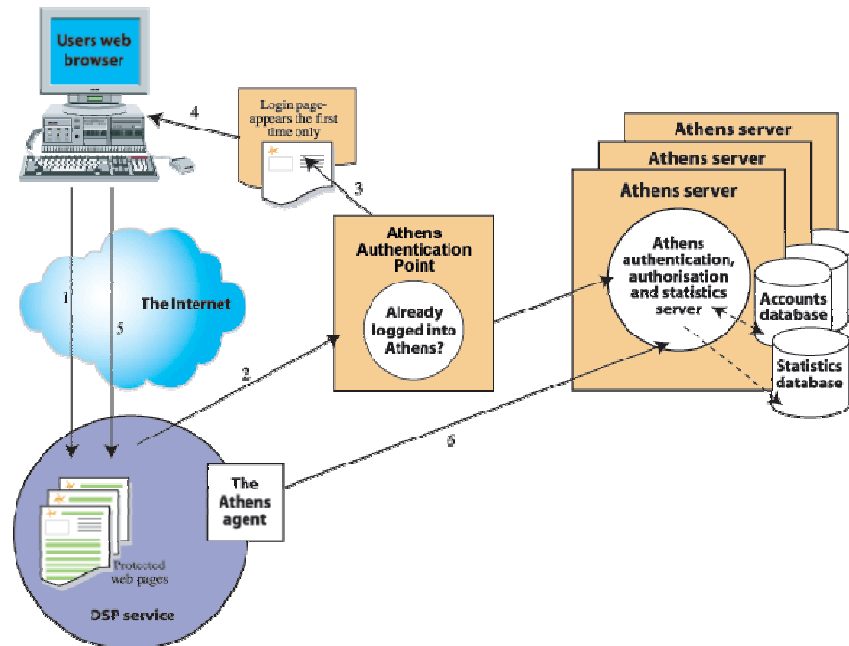 Users web
browser
4
Login page-
appears the first
time only
3
Athens server
Athens server
Athens server
Athens
Authentication
Point
Already
logged into
Athens?
Athens
authentication,
authorisation
and statistics
server
Accounts
database
Statistics
database
1
The Internet
5
2
6
The
Athens
agent
Protected
web pages
DSP service